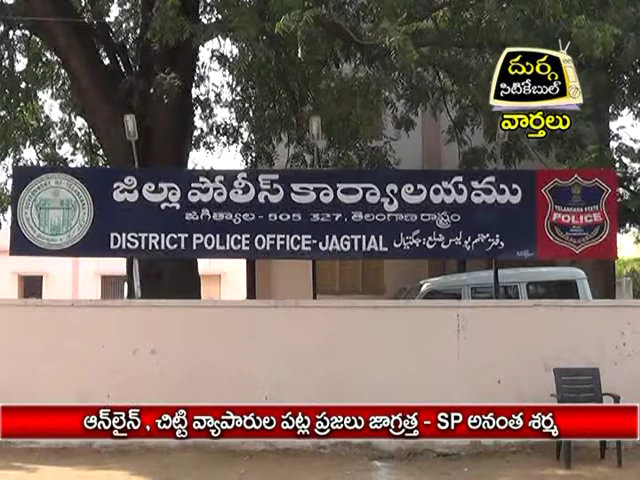 దుర్గ
సిటికేబుల్
వార్తలు
జిల్లా పోలీస్ కార్యాలయము
జగిత్యాల - 505 327, తెలంగాణ రాష్ట్రం
DISTRICT POLICE OFFICE-JAGTIAL
TELANGANA STATE
POLICE
ఆన్‌లైన్ , చిట్టి వ్యాపారుల పట్ల ప్రజలు జాగ్రత్త - SP అనంత శర్మ